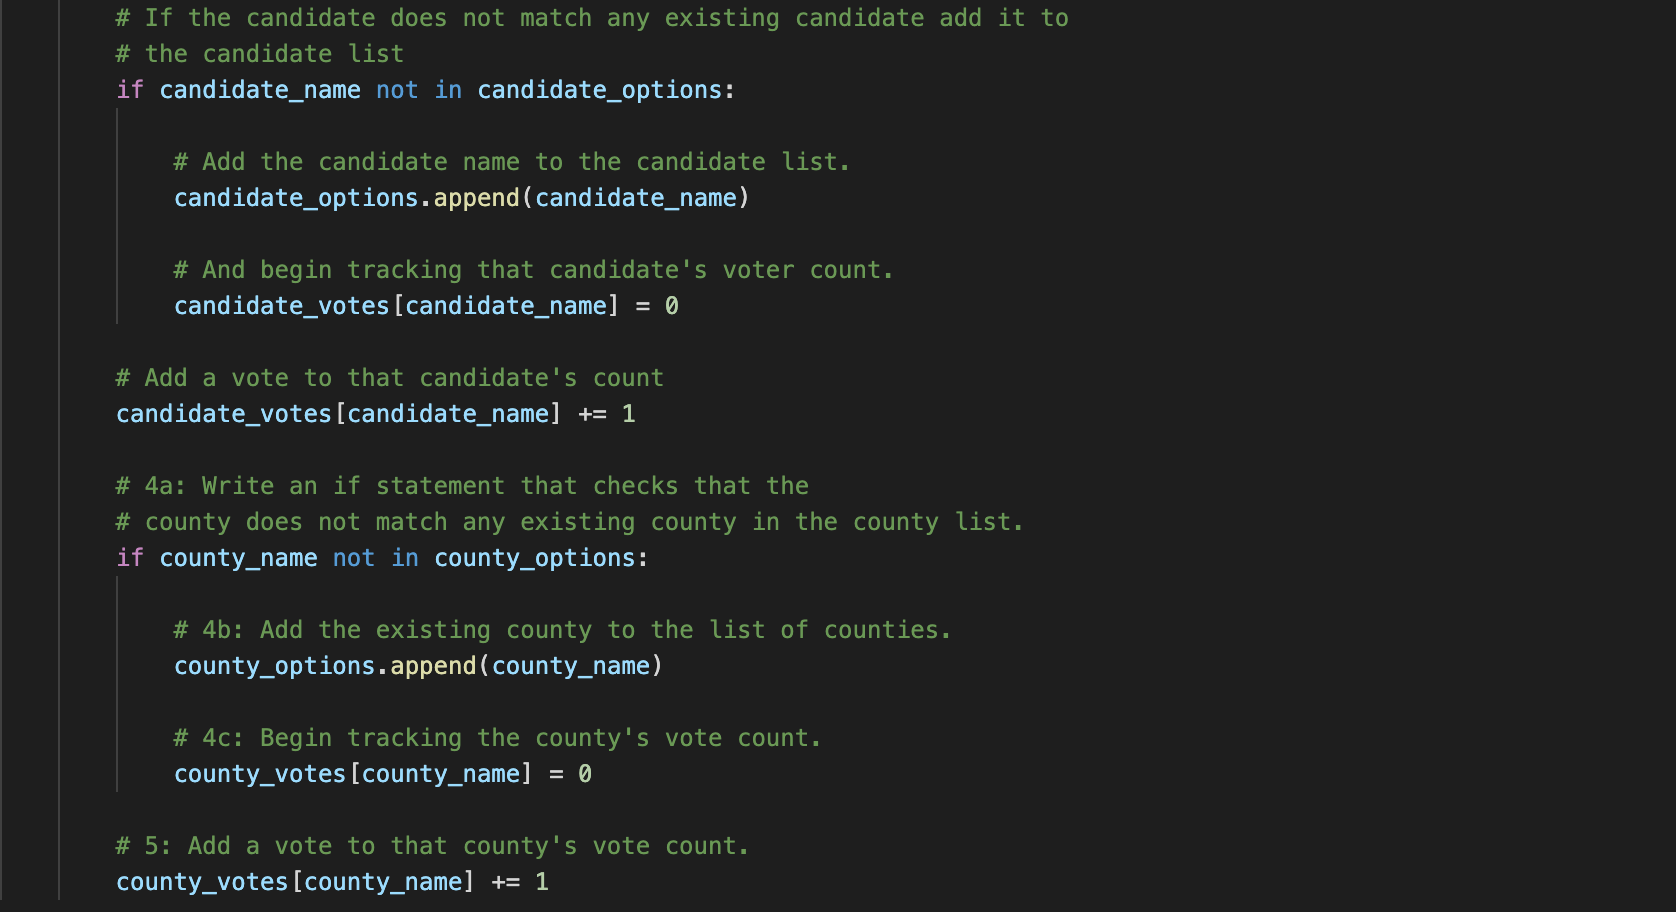 # If the candidate does not match any existing candidate add it to
# the candidate list
if candidate_name not in candidate_options:
# Add the candidate name to the candidate list.
candidate_options.append(candidate_name)
# And begin tracking that candidate's voter count.
candidate_votes[candidate_name] = 0
# Add a vote to that candidate's count
candidate_votes[candidate_name] += 1
# 4a: Write an if statement that checks that the
# county does not match any existing county in the county list.
if county_name not in county_options:
# 4b: Add the existing county to the list of counties.
county_options.append(county_name)
# 4c: Begin tracking the county's vote count.
county_votes[county_name] = 0
# 5: Add a vote to that county's vote count.
county_votes[county_name] += 1